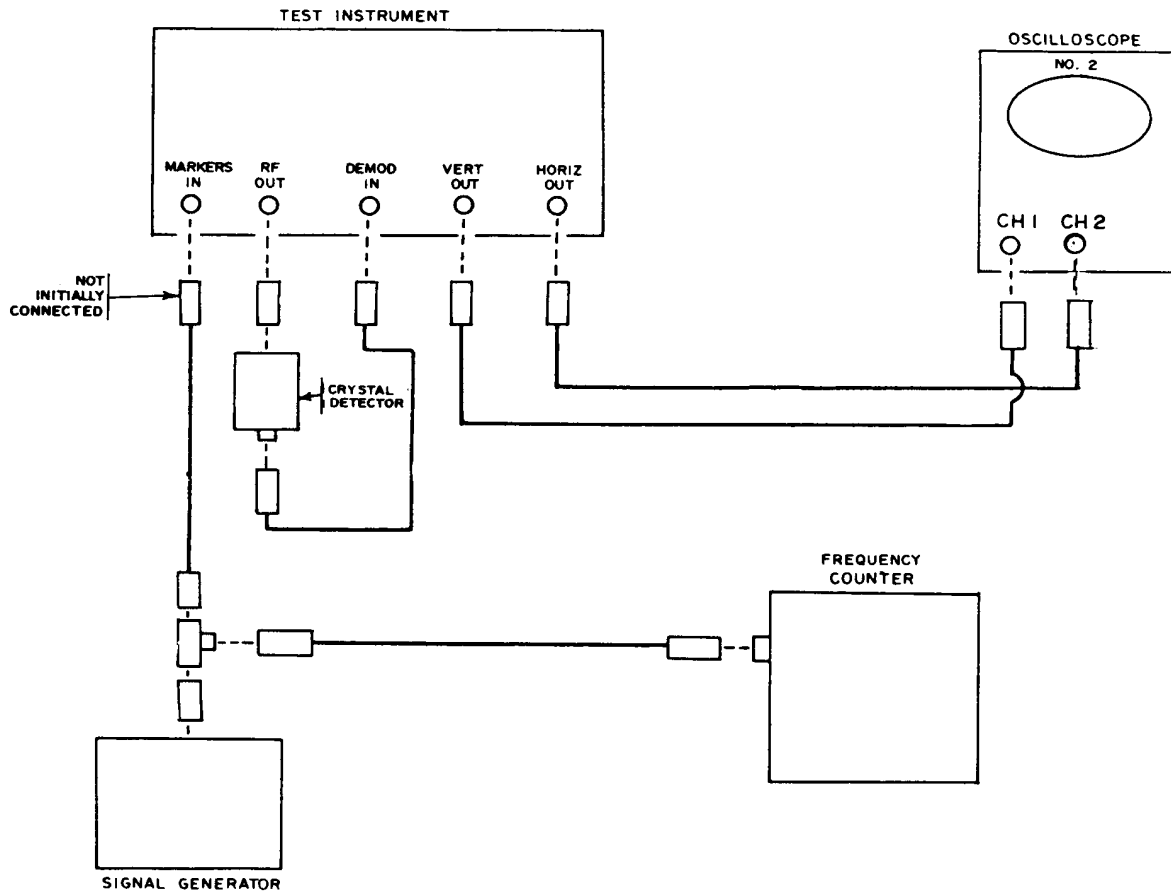 TEST INSTRUMENT
OSCILLOSCOPE
NO. 2
MARKERS
IN
RF
OUT
DEMOD
IN
VERT
OUT
HORIZ
OUT
CH 1
CH 2
NOT
INITIALLY
CONNECTED
CRYSTAL
DETECTOR
FREQUENCY
COUNTER
SIGNAL GENERATOR